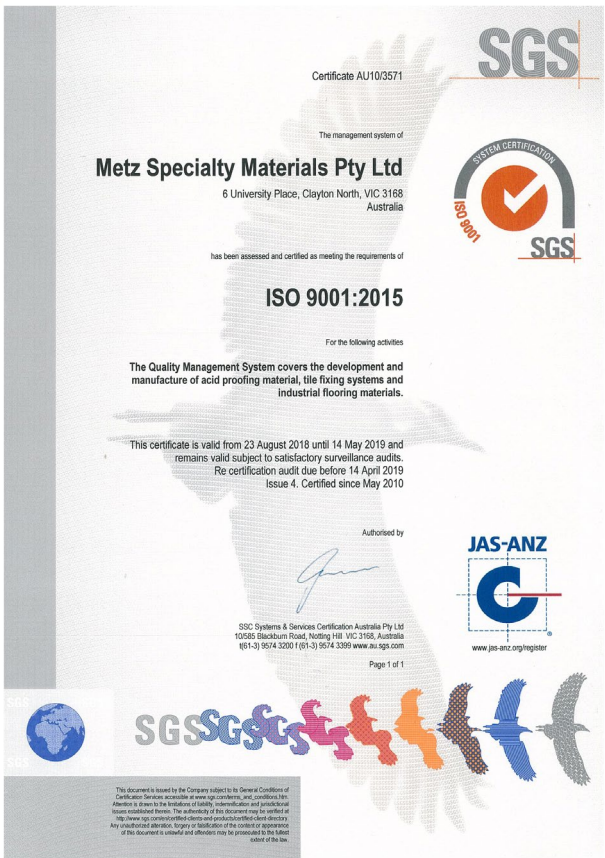 SGS
Certificate AU10/3571
The management system of
Metz Specialty Materials Pty Ltd
6 University Place, Clayton North, VIC 3168
Australia
SYSTEM CERTIFICATION
ISO 9001
SGS
has been assessed and certified as meeting the requirements of
ISO 9001:2015
For the following activities
The Quality Management System covers the development and
manufacture of acid proofing material, tile fixing systems and
industrial flooring materials.
This certificate is valid from 23 August 2018 until 14 May 2019 and
remains valid subject to satisfactory surveillance audits.
Re certification audit due before 14 April 2019
Issue 4. Certified since May 2010
Authorised by
JAS-ANZ
®
www.jas-anz.org/register
SSC Systems & Services Certification Australia Pty Ltd
10/585 Blackburn Road, Notting Hill VIC 3168, Australia
t(61-3) 9574 3200 f (61-3) 9574 3399 www.au.sgs.com
Page 1 of 1
SGS
SGS
SGS SGS SGS
This document is issued by the Company subject to its General Conditions of
Certification Services accessible at www.sgs.com/terms_and_conditions.htm.
Attention is drawn to the limitations of liability, indemnification and jurisdictional
issues established therein. The authenticity of this document may be verified at
http://www.sgs.com/en/certified-clients-and-products/certified-client-directory.
Any unauthorized alteration, forgery or falsification of the content or appearance
of this document is unlawful and offenders may be prosecuted to the fullest
extent of the law.